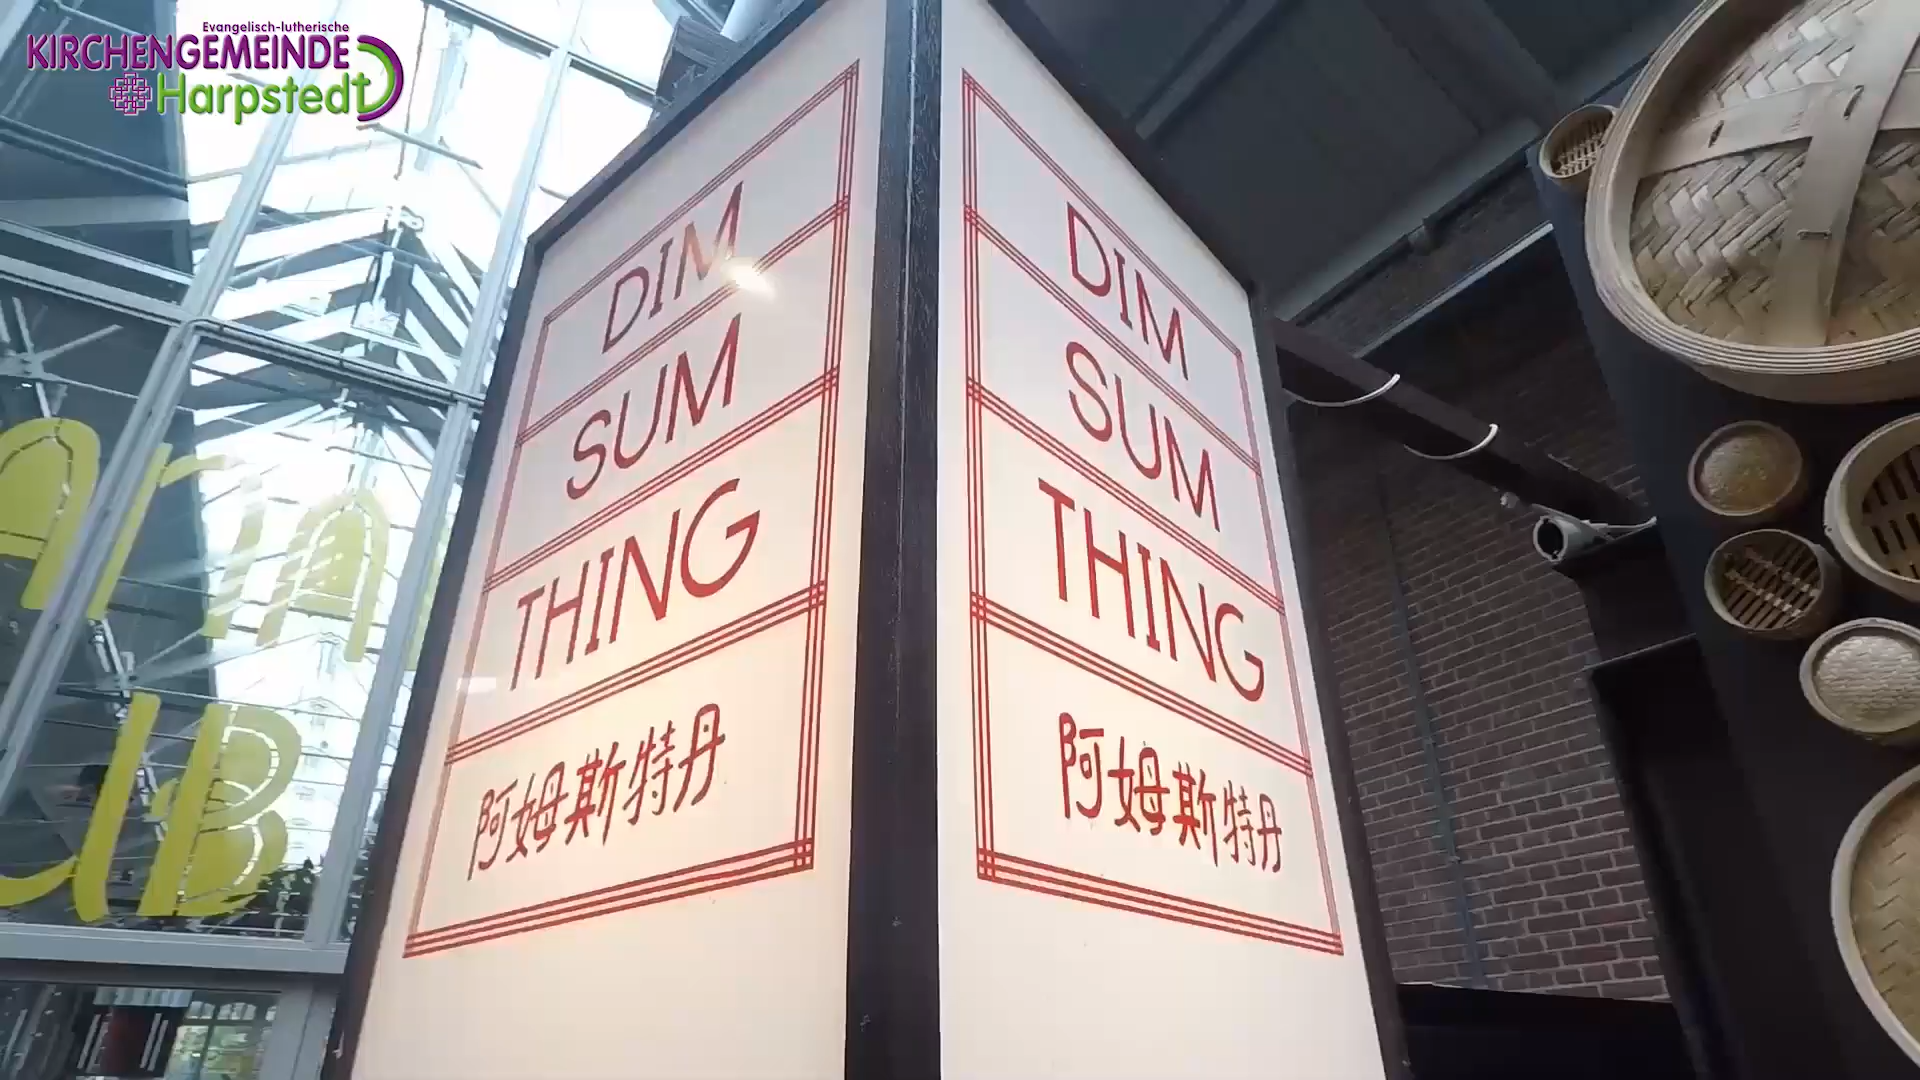 Evangelisch-lutherische
KIRCHENGEMEINDE
Harpstedt
DIM
SUM
THING
阿姆斯特丹
DIM
SUM
THING
阿姆斯特丹